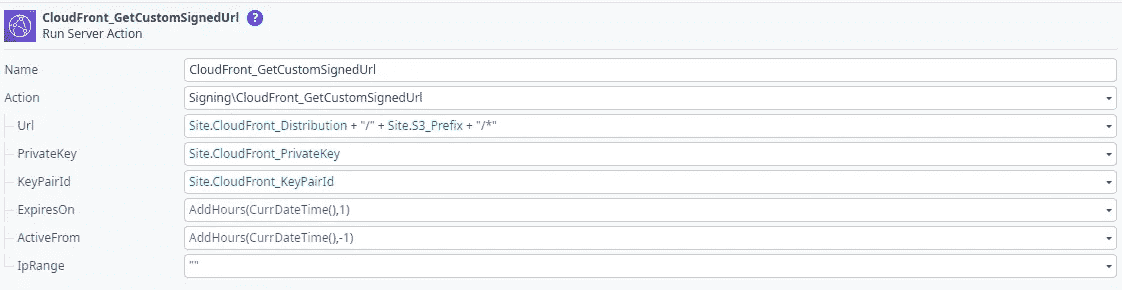 CloudFront_GetCustomSignedUrl ?
Run Server Action
Name CloudFront_GetCustomSignedUrl
Action Signing\CloudFront_GetCustomSignedUrl
Url Site.CloudFront_Distribution + "/" + Site.S3_Prefix + "/*"
PrivateKey Site.CloudFront_PrivateKey
KeyPairId Site.CloudFront_KeyPairId
ExpiresOn AddHours(CurrDateTime(),1)
ActiveFrom AddHours(CurrDateTime(),-1)
IpRange ""